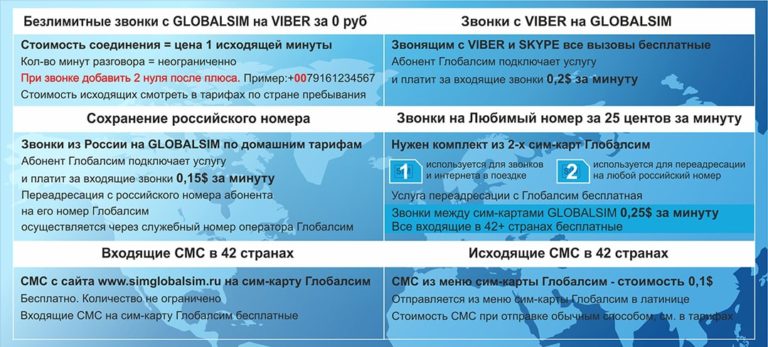 Безлимитные звонки с GLOBALSIM на VIBER за 0 руб
Стоимость соединения = цена 1 исходящей минуты
Кол-во минут разговора = неограниченно
При звонке добавить 2 нуля после плюса. Пример:+0079161234567
Стоимость исходящих смотреть в тарифах по стране пребывания
Звонки с VIBER на GLOBALSIM
Звонящим с VIBER и SKYPE все вызовы бесплатные
Абонент Глобалсим подключает услугу
и платит за входящие звонки 0,2$ за минуту
Сохранение российского номера
Звонки из России на GLOBALSIM по домашним тарифам
Абонент Глобалсим подключает услугу
и платит за входящие звонки 0,15$ за минуту
Переадресация с российского номера абонента
на его номер Глобалсим
осуществляется через служебный номер оператора Глобалсим
Звонки на Любимый номер за 25 центов за минуту
Нужен комплект из 2-х сим-карт Глобалсим
1 используется для звонков
и интернета в поездке
2 используется для переадресации
на любой российский номер
Услуга переадресации с Глобалсим бесплатная
Звонки между сим-картами GLOBALSIM 0,25$ за минуту
Все входящие в 42+ странах бесплатные
Входящие СМС в 42 странах
СМС с сайта www.simglobalsim.ru на сим-карту Глобалсим
Бесплатно. Количество не ограничено
Входящие СМС на сим-карту Глобалсим бесплатные
Исходящие СМС в 42 странах
СМС из меню сим-карты Глобалсим - стоимость 0,1$
Отправляется из меню сим-карты Глобалсим в латинице
Стоимость СМС при отправке обычным способом, см. в тарифах